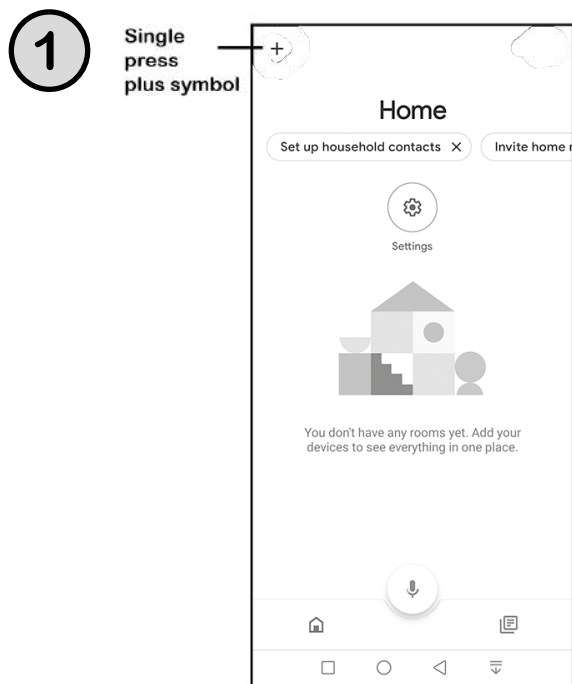 1
Single
press
plus symbol
+
Home
Set up household contacts X
Invite home
Settings
You don't have any rooms yet. Add your
devices to see everything in one place.